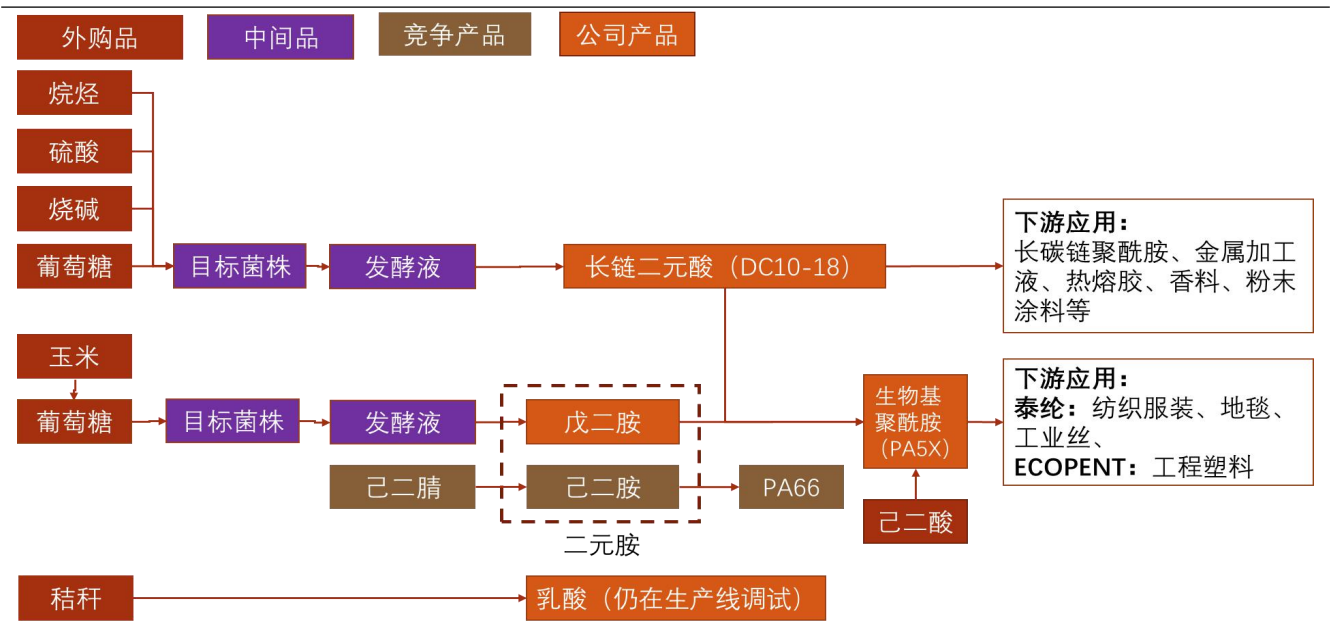 外购品
中间品
竞争产品
公司产品
烷烃
硫酸
烧碱
葡萄糖
目标菌株
发酵液
长链二元酸（DC10-18）
下游应用：
长碳链聚酰胺、金属加工
液、热熔胶、香料、粉末
涂料等
玉米
葡萄糖
目标菌株
发酵液
戊二胺
生物基
聚酰胺
（PA5X）
下游应用：
泰纶：纺织服装、地毯、
工业丝、
ECOPENT：工程塑料
己二腈
己二胺
PA66
己二酸
二元胺
秸秆
乳酸（仍在生产线调试）